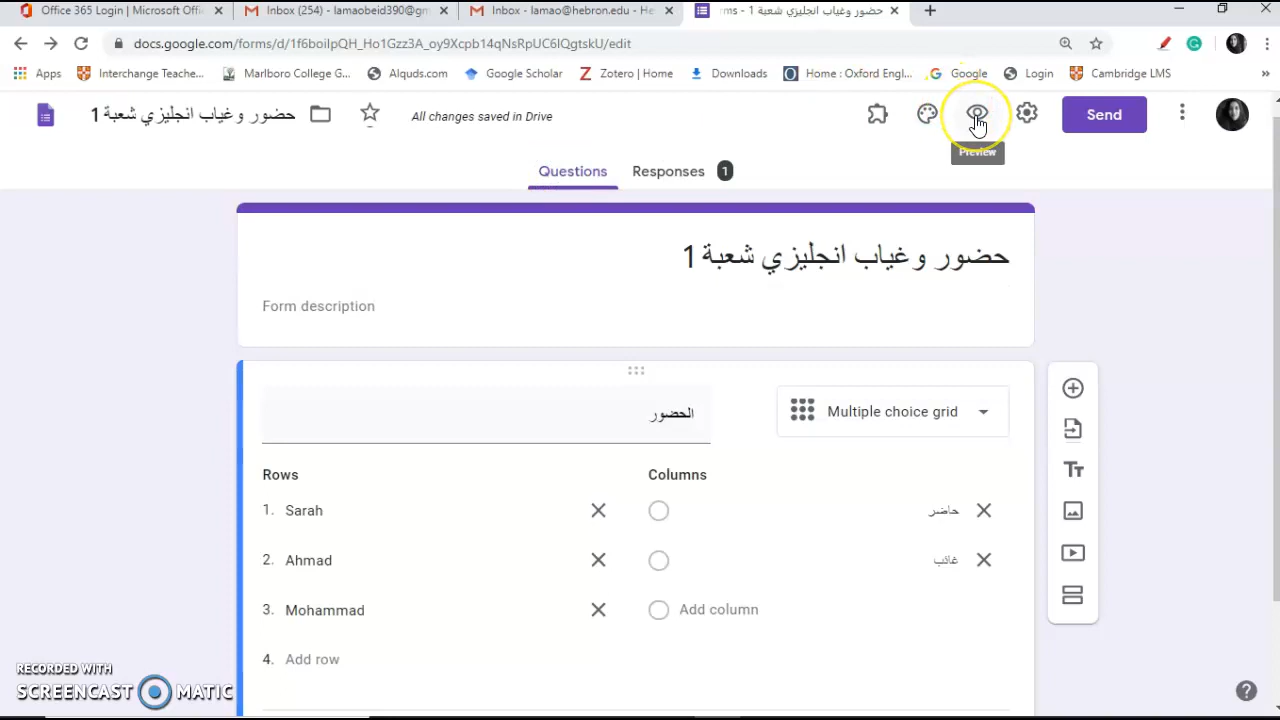 Office 365 Login | Microsoft Office
Inbox (254) - lamaobeid390@gm
Inbox - lamao@hebron.edu - He
حضور وغياب انجليزي شعبة 1 - rms
docs.google.com/forms/d/1f6boilpQH_Ho1Gzz3A_oy9Xcpb14qNsRpUC6IQgtskU/edit
Apps
Interchange Teache...
Marlboro College G...
Alquds.com
Google Scholar
Zotero | Home
Downloads
Home : Oxford Engl...
Google
Login
Cambridge LMS
»
حضور وغياب انجليزي شعبة 1
All changes saved in Drive
Send
Preview
Questions
Responses 1
حضور وغياب انجليزي شعبة 1
Form description
الحضور
Multiple choice grid
Rows
Columns
1. Sarah
حاضر
2. Ahmad
غائب
3. Mohammad
Add column
4. Add row
RECORDED WITH
SCREENCAST MATIC